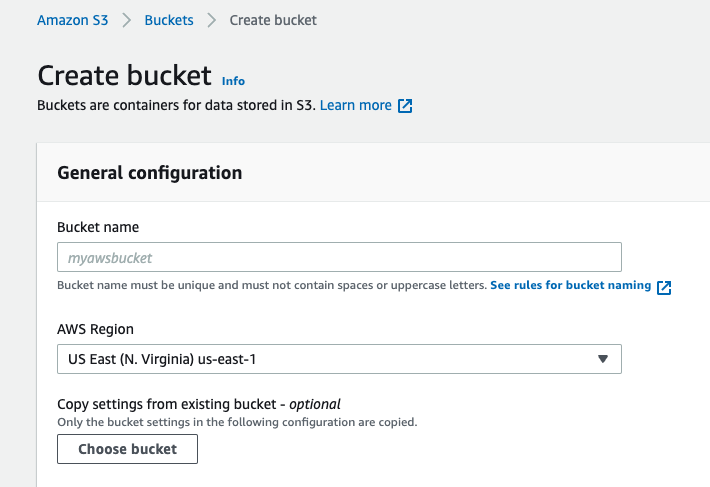 Amazon S3 > Buckets > Create bucket
Create bucket Info
Buckets are containers for data stored in S3. Learn more
General configuration
Bucket name
myawsbucket
Bucket name must be unique and must not contain spaces or uppercase letters. See rules for bucket naming
AWS Region
US East (N. Virginia) us-east-1
Copy settings from existing bucket - optional
Only the bucket settings in the following configuration are copied.
Choose bucket